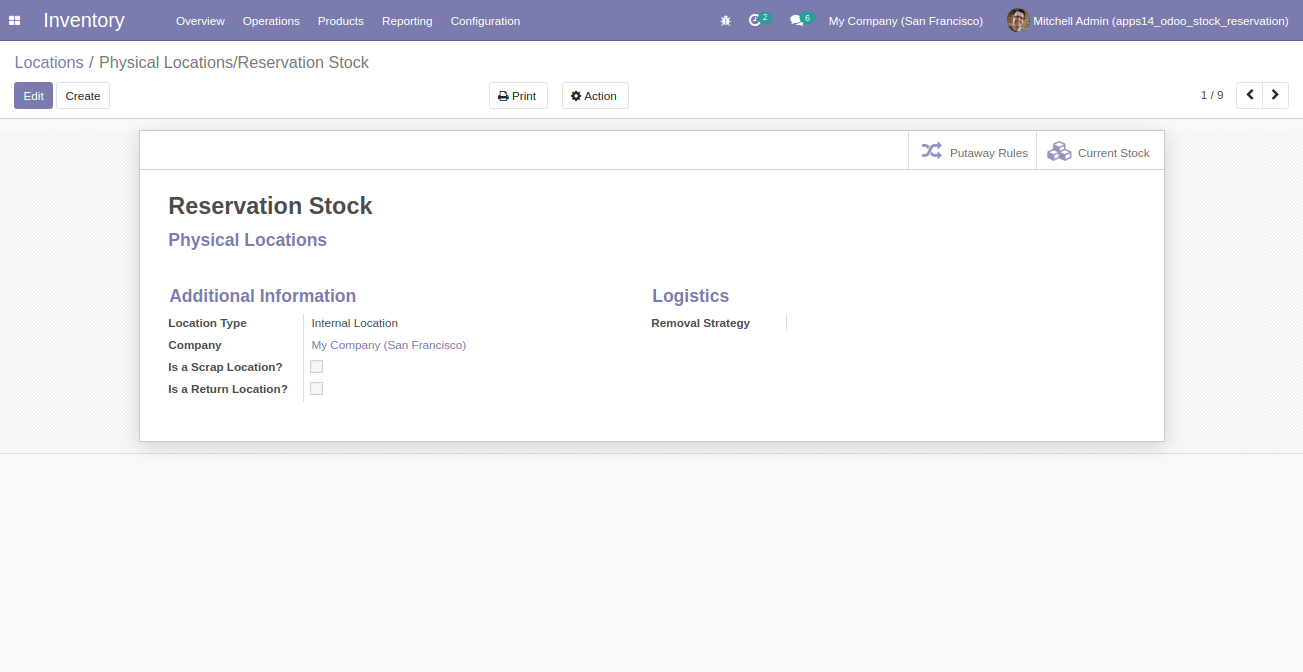 Inventory Overview Operations Products Reporting Configuration 2 6 My Company (San Francisco) Mitchell Admin (apps14_odoo_stock_reservation)
Locations / Physical Locations/Reservation Stock
Edit Create Print Action 1 / 9
Putaway Rules Current Stock
Reservation Stock
Physical Locations
Additional Information Logistics
Location Type Internal Location Removal Strategy
Company My Company (San Francisco)
Is a Scrap Location?
Is a Return Location?